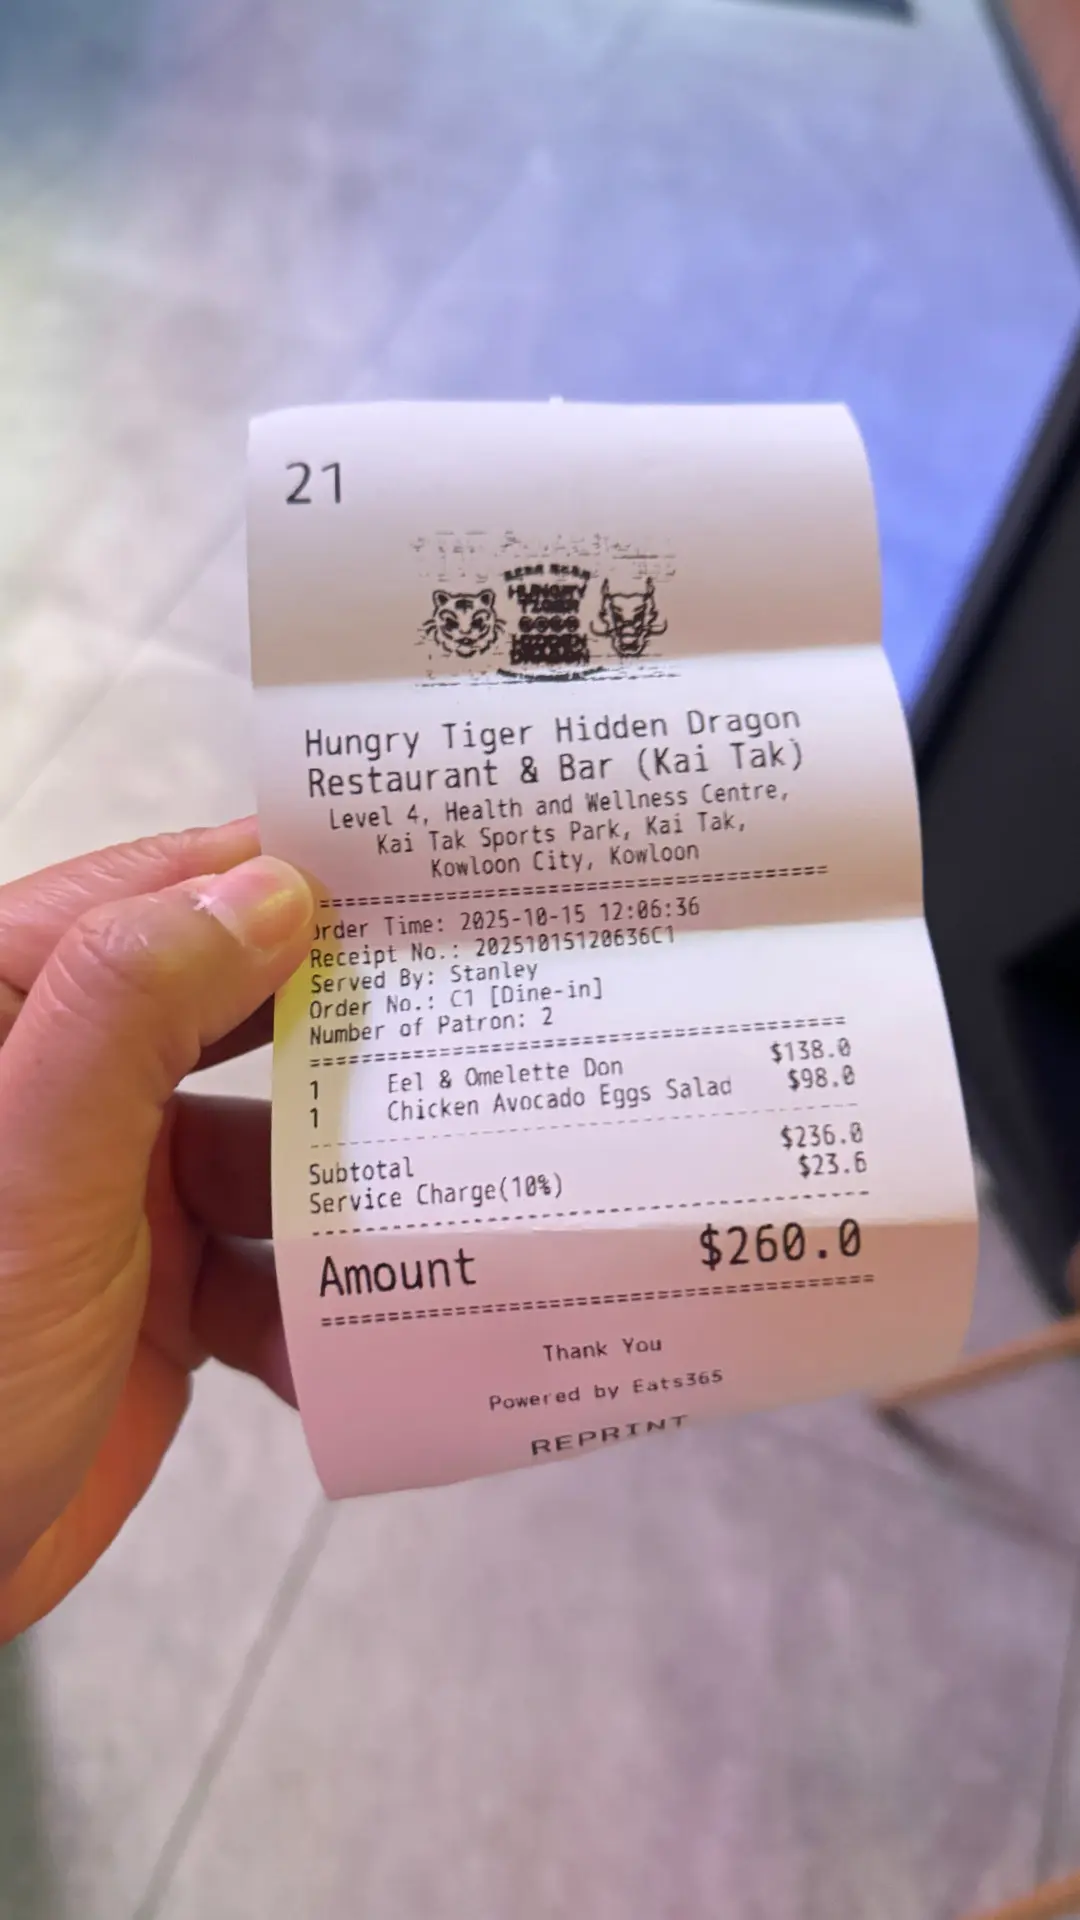 21
HUNGRY
TIGER
HIDDEN
DRAGON
Hungry Tiger Hidden Dragon
Restaurant & Bar (Kai Tak)
Level 4, Health and Wellness Centre,
Kai Tak Sports Park, Kai Tak,
Kowloon City, Kowloon
=======================================
Order Time: 2025-10-15 12:06:36
Receipt No.: 20251015120636C1
Served By: Stanley
Order No.: C1 [Dine-in]
Number of Patron: 2
=========================================
1 Eel & Omelette Don $138.0
1 Chicken Avocado Eggs Salad $98.0
-----------------------------------------
Subtotal $236.0
Service Charge(10%) $23.6
-----------------------------------------
Amount $260.0
=========================================
Thank You
Powered by Eats365
REPRINT